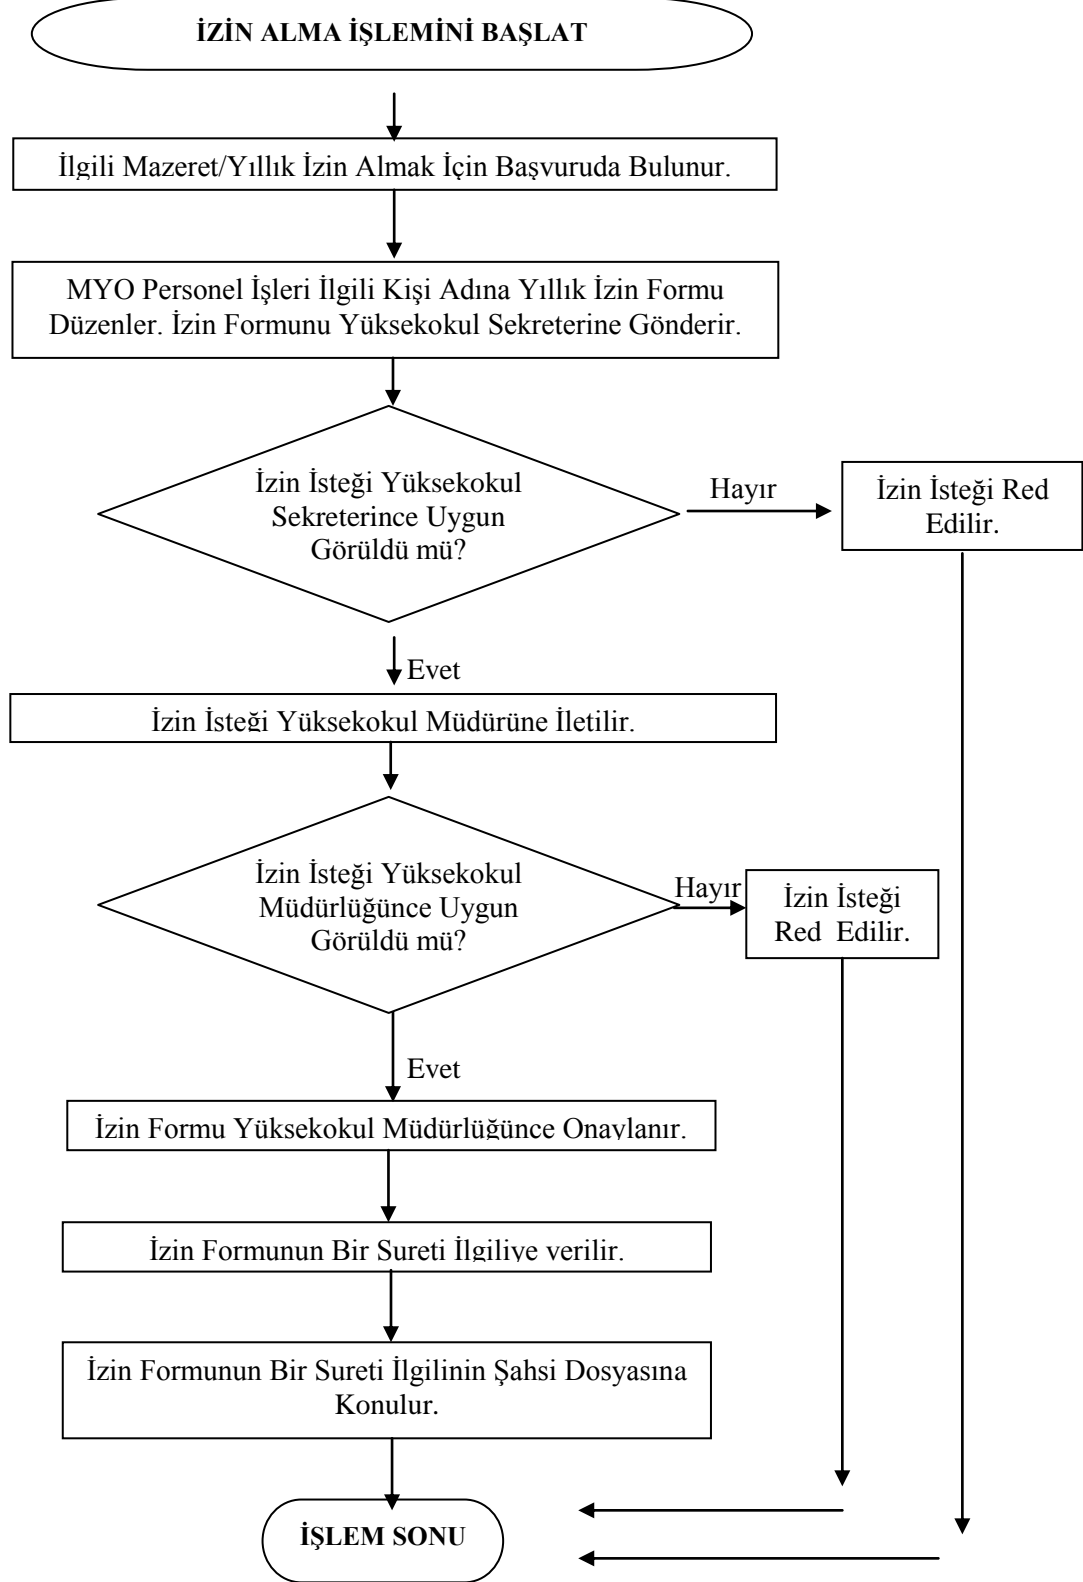 İZİN ALMA İŞLEMİNİ BAŞLAT
İlgili Mazeret/Yıllık İzin Almak İçin Başvuruda Bulunur.
MYO Personel İşleri İlgili Kişi Adına Yıllık İzin Formu
Düzenler. İzin Formunu Yüksekokul Sekreterine Gönderir.
İzin İsteği Yüksekokul
Sekreterince Uygun
Görüldü mü?
Hayır
İzin İsteği Red
Edilir.
Evet
İzin İsteği Yüksekokul Müdürüne İletilir.
İzin İsteği Yüksekokul
Müdürlüğünce Uygun
Görüldü mü?
Hayır
İzin İsteği
Red Edilir.
Evet
İzin Formu Yüksekokul Müdürlüğünce Onaylanır.
İzin Formunun Bir Sureti İlgiliye verilir.
İzin Formunun Bir Sureti İlgilinin Şahsi Dosyasına
Konulur.
İŞLEM SONU